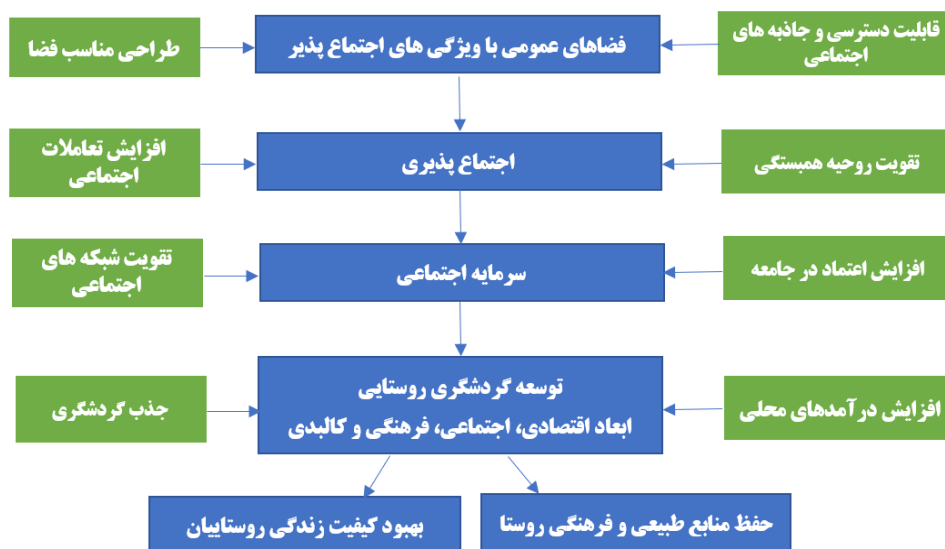 قابلیت دسترسی و جاذبه های
اجتماعی
فضاهای عمومی با ویژگی های اجتماع پذیر
طراحی مناسب فضا
تقویت روحیه همبستگی
اجتماع پذیری
افزایش تعاملات
اجتماعی
افزایش اعتماد در جامعه
سرمایه اجتماعی
تقویت شبکه های
اجتماعی
افزایش درآمدهای محلی
توسعه گردشگری روستایی
ابعاد اقتصادی، اجتماعی، فرهنگی و کالبدی
جذب گردشگری
حفظ منابع طبیعی و فرهنگی روستا
بهبود کیفیت زندگی روستاییان